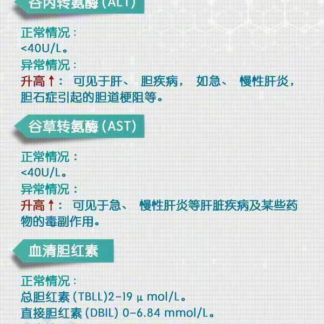 谷丙转氨酶(ALT)
正常情况：
<40U/L。
异常情况：
升高↑：可见于肝、胆疾病，如急、慢性肝炎，
胆石症引起的胆道梗阻等。
谷草转氨酶(AST)
正常情况：
<40U/L。
异常情况：
升高↑：可见于急、慢性肝炎等肝脏疾病及某些药
物的毒副作用。
血清胆红素
正常情况：
总胆红素(TBLL)2-19μmol/L。
直接胆红素(DBIL) 0-6.84 mmol/L。